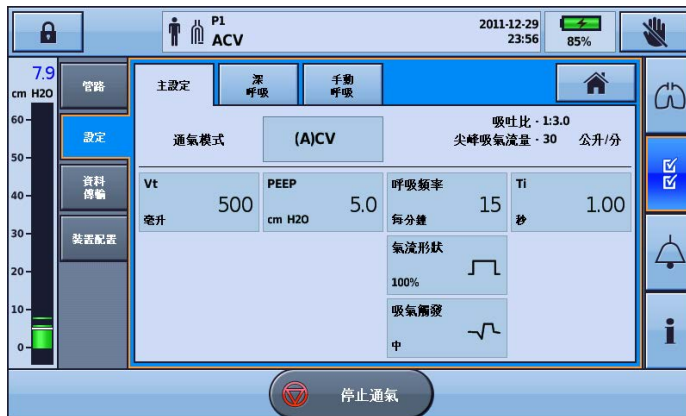 P1
ACV
2011-12-29
23:56
85%
7.9
cm H2O
60
50
40
30
20
10
0
管路
設定
資料
傳輸
裝置配置
主設定
深
呼吸
手動
呼吸
通氣模式
(A)CV
吸吐比 · 1:3.0
尖峰吸氣流量 · 30 公升/分
Vt
500
毫升
PEEP
5.0
cm H2O
呼吸頻率
15
每分鐘
Ti
1.00
秒
氣流形狀
100%
吸氣觸發
中
停止通氣